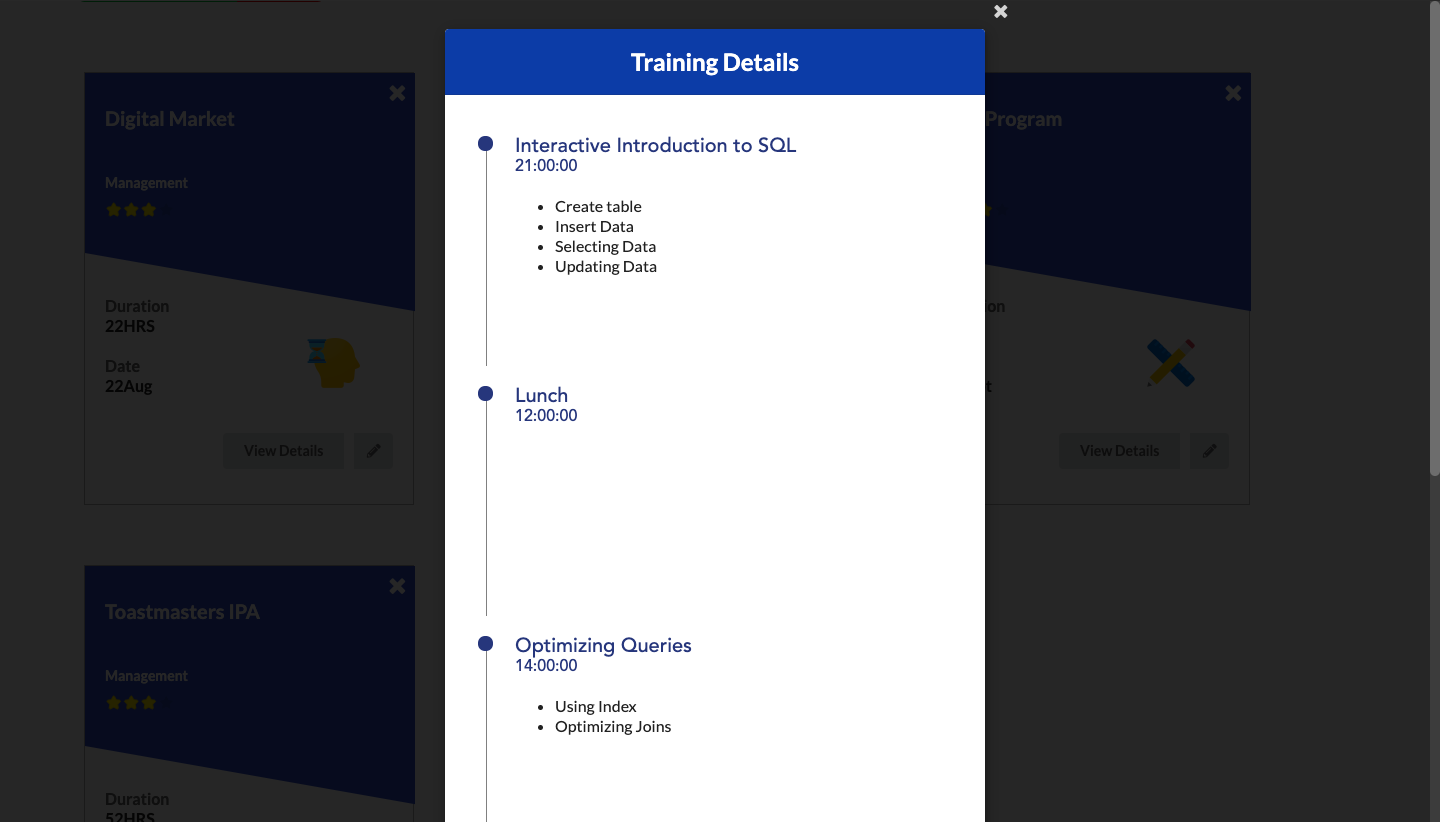 Training Details
Interactive Introduction to SQL
21:00:00
Create table
Insert Data
Selecting Data
Updating Data
Lunch
12:00:00
Optimizing Queries
14:00:00
Using Index
Optimizing Joins
Digital Market
Management
Duration
22HRS
Date
22Aug
View Details
Program
View Details
Toastmasters IPA
Management
Duration
52HRS